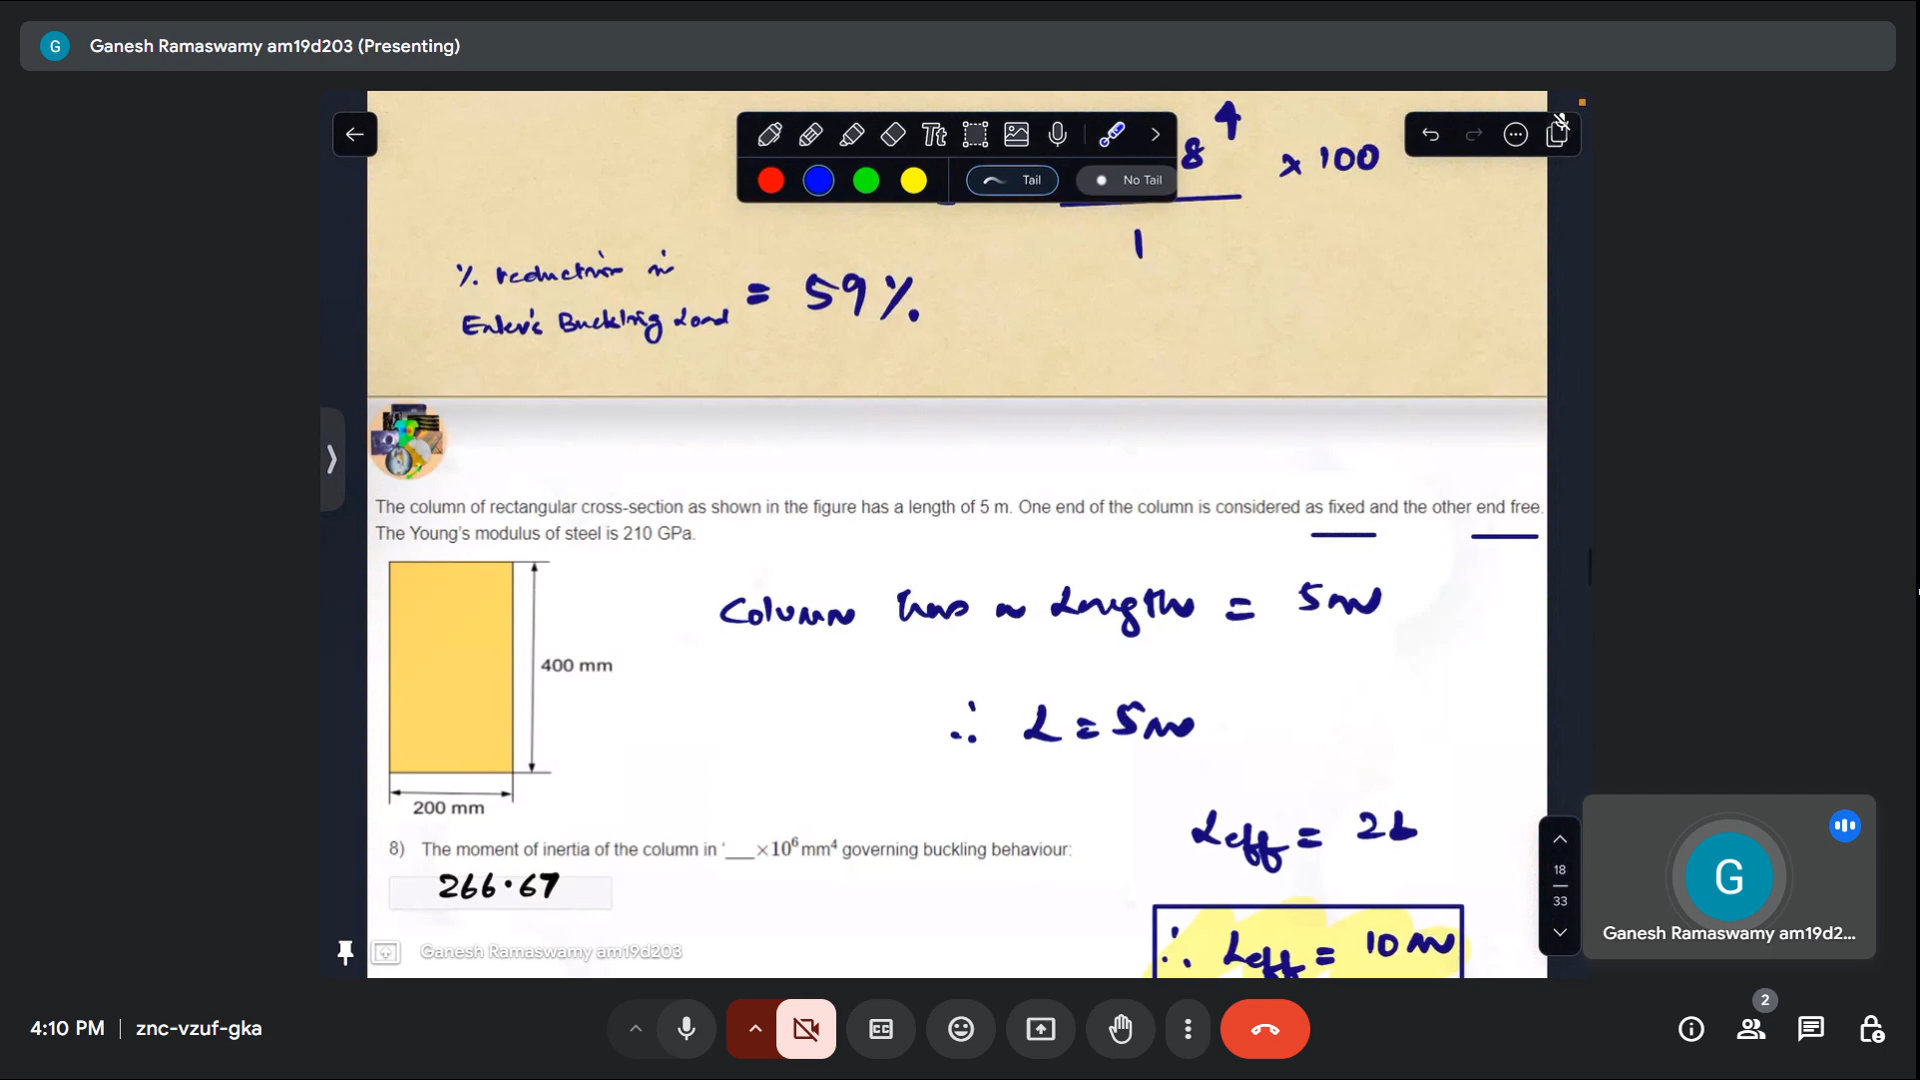 G Ganesh Ramaswamy am19d203 (Presenting)
Tt
Tail No Tail
8⁴ × 100
1
% reduction in
Euler's Buckling Load = 59%.
The column of rectangular cross-section as shown in the figure has a length of 5 m. One end of the column is considered as fixed and the other end free.
The Young's modulus of steel is 210 GPa.
Column has a Length = 5m
400 mm
∴ L = 5m
200 mm
Leff = 2L
8) The moment of inertia of the column in '___×10⁶ mm⁴ governing buckling behaviour:
266.67
∴ Leff = 10m
18
33
G
Ganesh Ramaswamy am19d2...
Ganesh Ramaswamy am19d203
4:10 PM | znc-vzuf-gka
CC
2